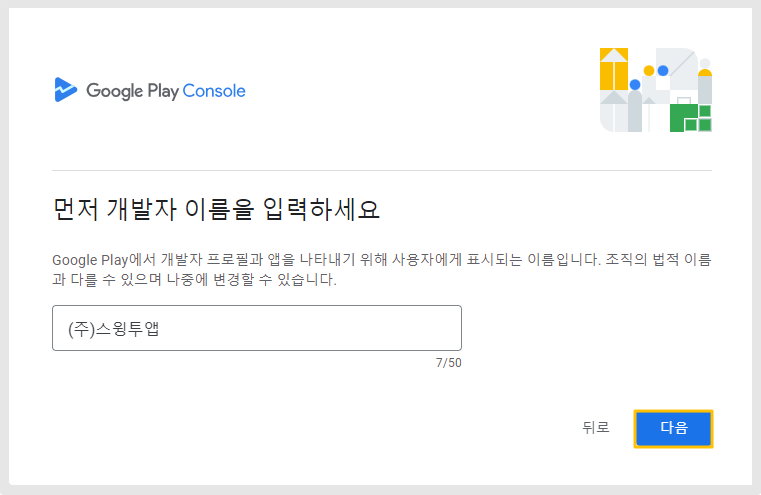 Google Play Console
먼저 개발자 이름을 입력하세요
Google Play에서 개발자 프로필과 앱을 나타내기 위해 사용자에게 표시되는 이름입니다. 조직의 법적 이름
과 다를 수 있으며 나중에 변경할 수 있습니다.
(주)스윙투앱
7/50
뒤로 다음